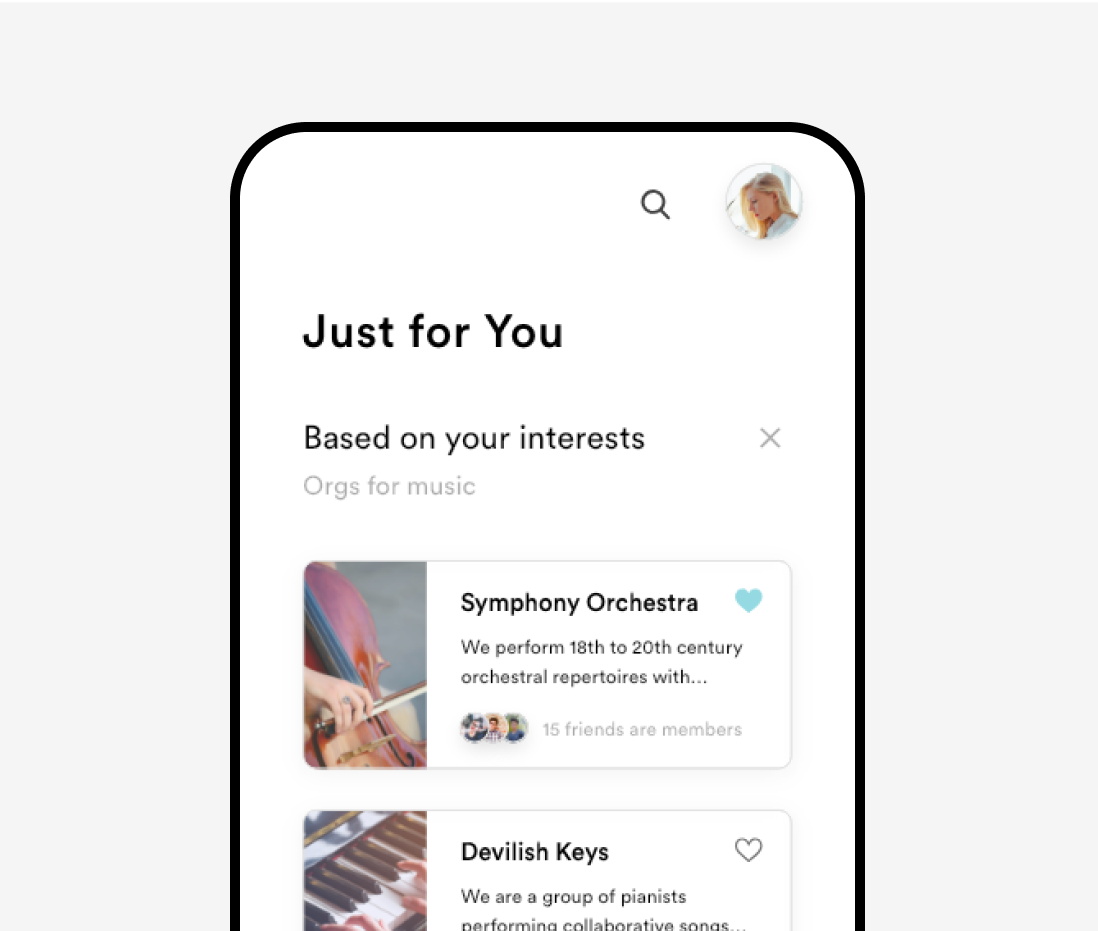 Just for You
Based on your interests
Orgs for music
Symphony Orchestra
We perform 18th to 20th century
orchestral repertoires with...
15 friends are members
Devilish Keys
We are a group of pianists
performing collaborative songs...